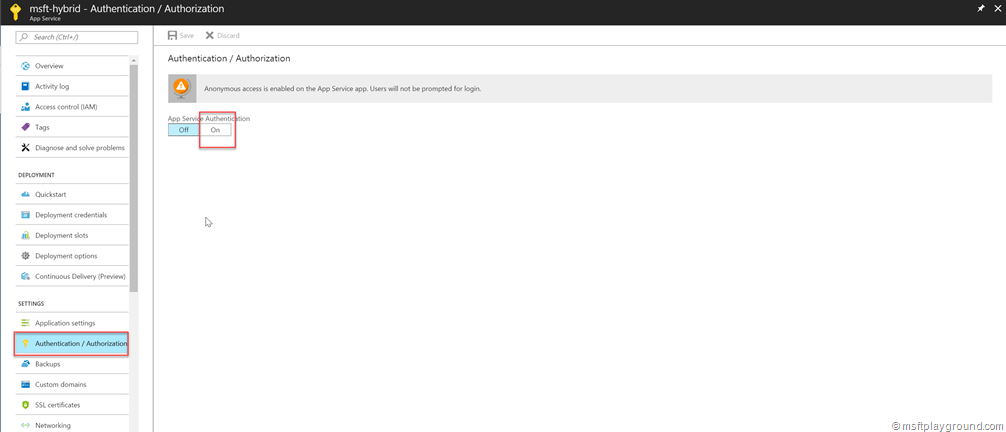 msft-hybrid - Authentication / Authorization
App Service
Search (Ctrl+/)
Overview
Activity log
Access control (IAM)
Tags
Diagnose and solve problems
DEPLOYMENT
Quickstart
Deployment credentials
Deployment slots
Deployment options
Continuous Delivery (Preview)
SETTINGS
Application settings
Authentication / Authorization
Backups
Custom domains
SSL certificates
Networking
Save Discard
Authentication / Authorization
Anonymous access is enabled on the App Service app. Users will not be prompted for login.
App Service Authentication
Off On
© msftplayground.com